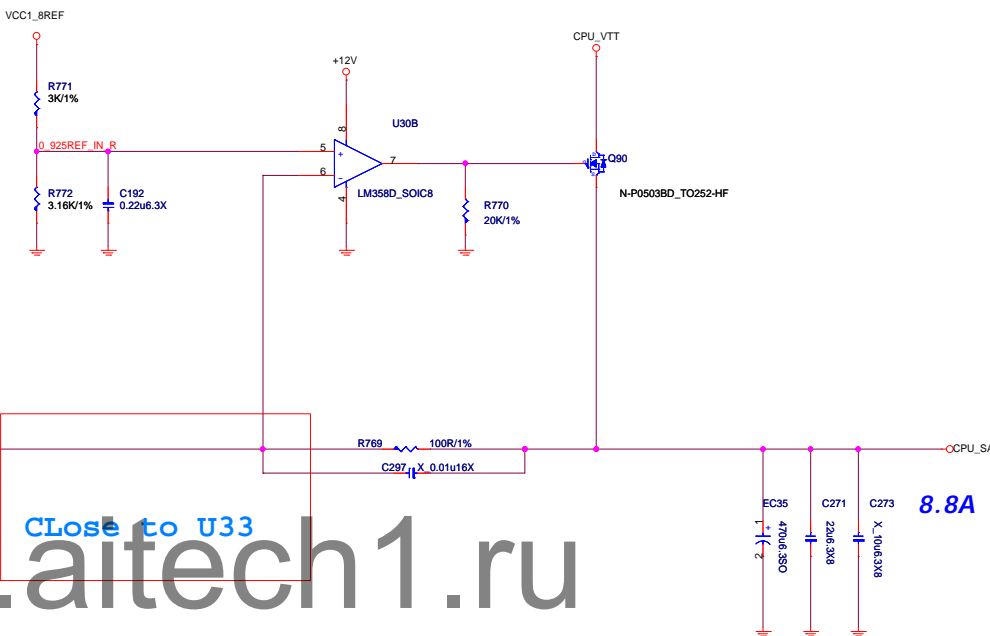 VCC1_8REF
CPU_VTT
+12V
R771
3K/1%
8
U30B
0_925REF_IN_R
5
+
7
6
-
Q90
R772
3.16K/1%
C192
0.22u6.3X
4
LM358D_SOIC8
R770
20K/1%
N-P0503BD_TO252-HF
R769
100R/1%
CPU_SA
C297
X_0.01u16X
CLose to U33
EC35
C271
C273
8.8A
1
+
2
470u6.3SO
22u6.3X8
X_10u6.3X8
.aitech1.ru